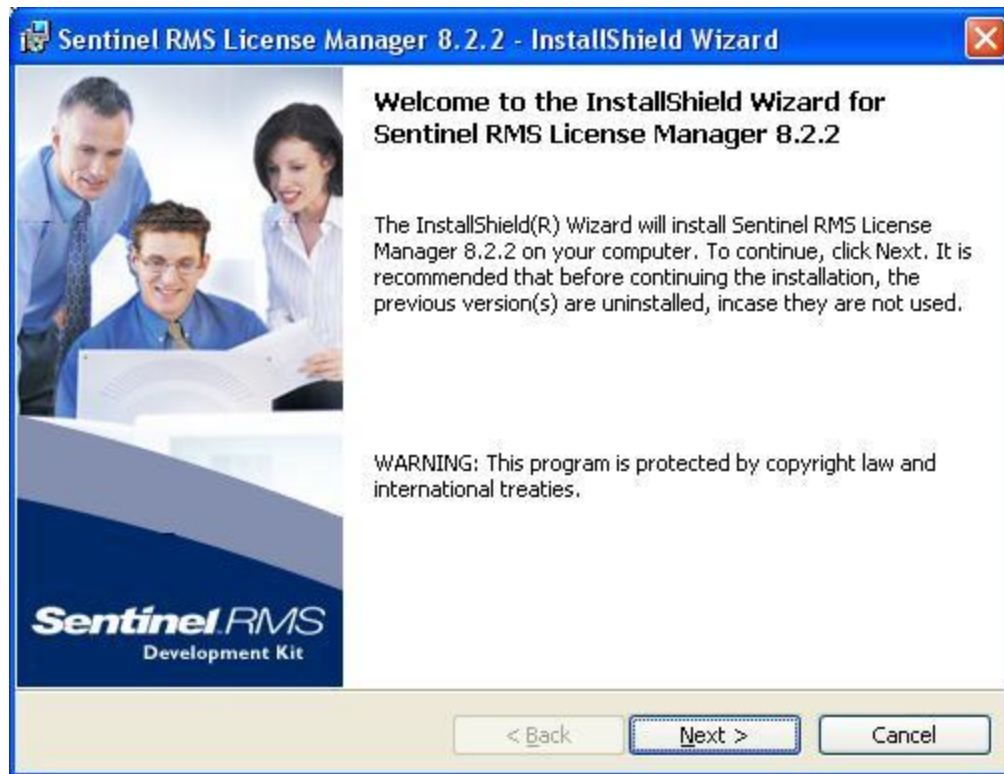 Sentinel RMS License Manager 8.2.2 - InstallShield Wizard
Welcome to the InstallShield Wizard for
Sentinel RMS License Manager 8.2.2
The InstallShield(R) Wizard will install Sentinel RMS License
Manager 8.2.2 on your computer. To continue, click Next. It is
recommended that before continuing the installation, the
previous version(s) are uninstalled, incase they are not used.
WARNING: This program is protected by copyright law and
international treaties.
Sentinel RMS
Development Kit
< Back
Next >
Cancel